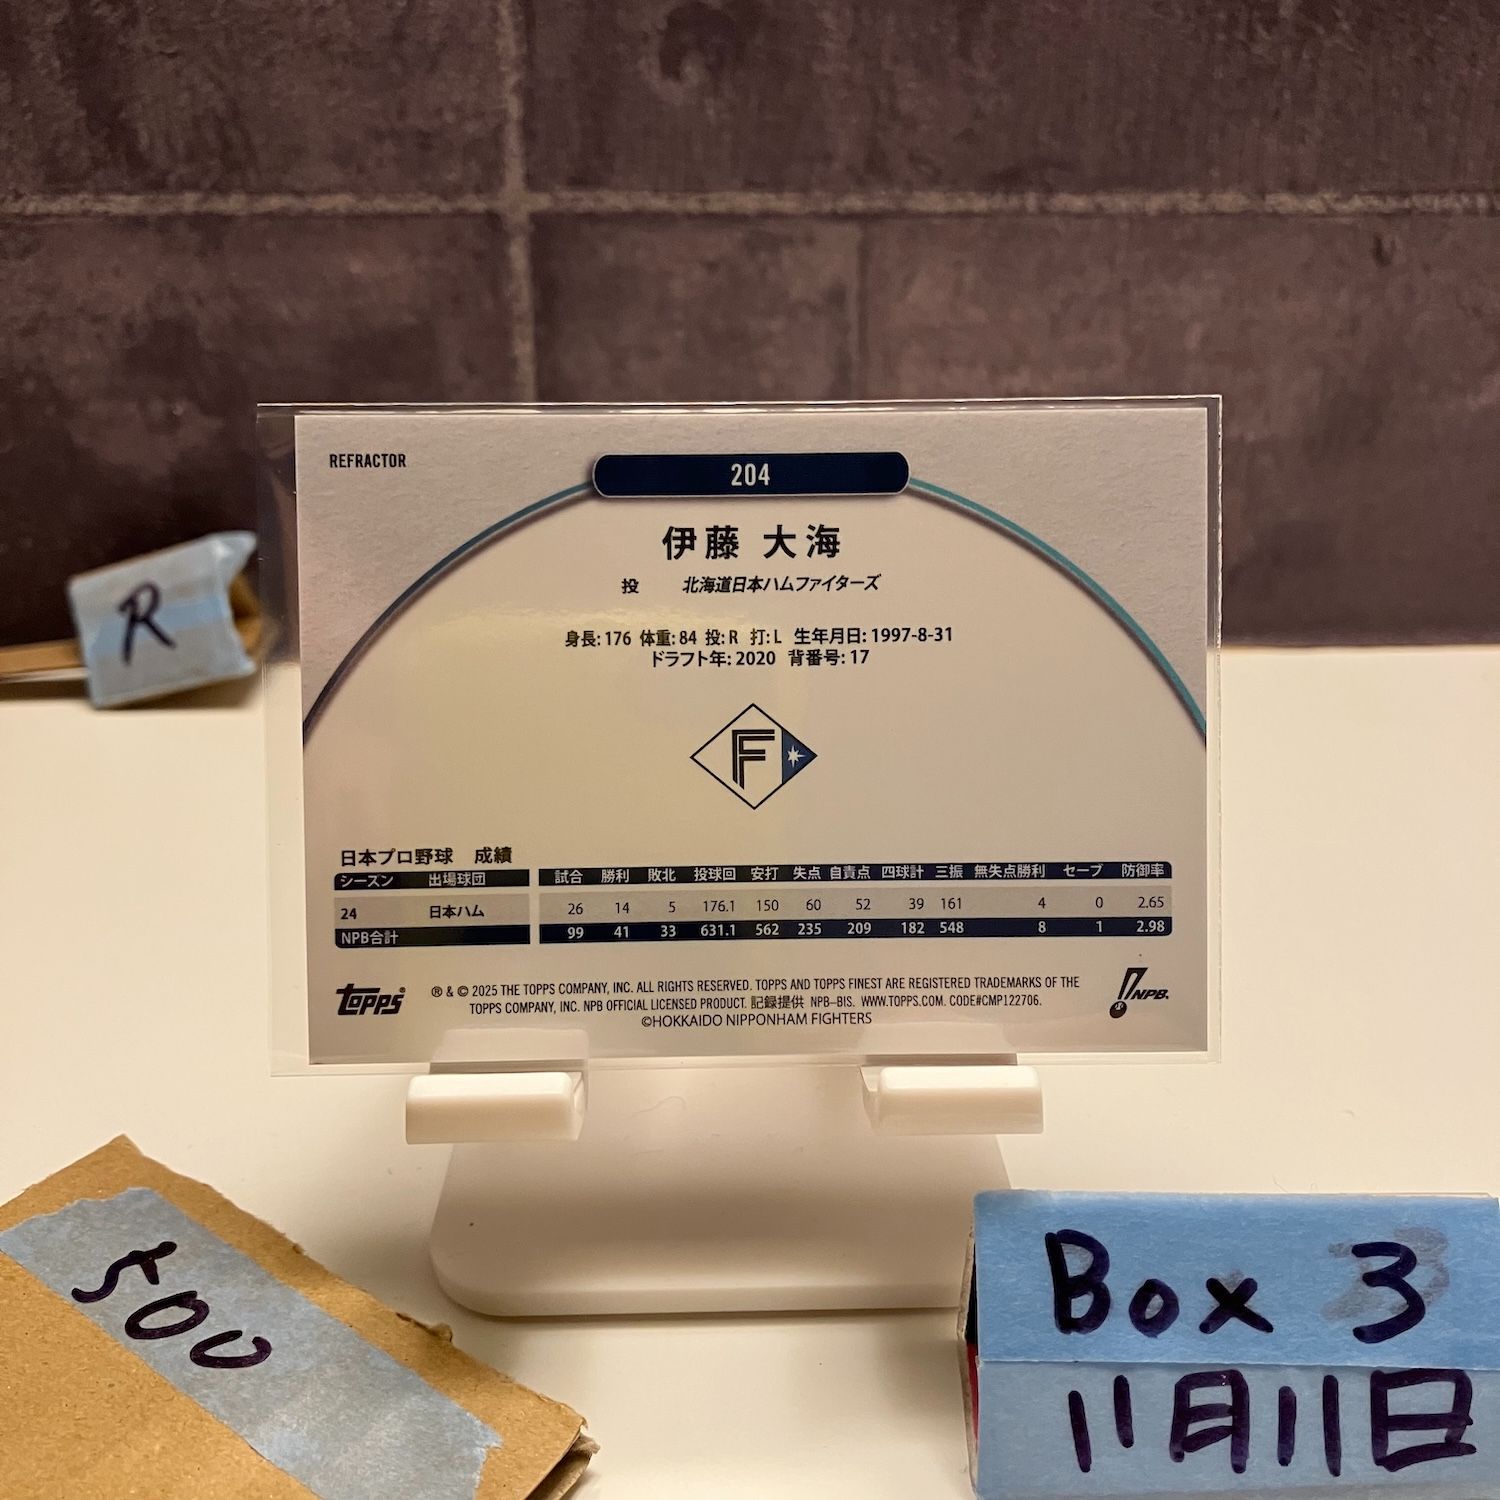 REFRACTOR
204
伊藤 大海
投 北海道日本ハムファイターズ
身長: 176 体重: 84 投: R 打: L 生年月日: 1997-8-31
ドラフト年: 2020 背番号: 17
F
日本プロ野球 成績
シーズン 出場球団 試合 勝利 敗北 投球回 安打 失点 自責点 四球計 三振 無失点勝利 セーブ 防御率
24 日本ハム 26 14 5 176.1 150 60 52 39 161 4 0 2.65
NPB合計 99 41 33 631.1 562 235 209 182 548 8 1 2.98
topps®
® & © 2025 THE TOPPS COMPANY, INC. ALL RIGHTS RESERVED. TOPPS AND TOPPS FINEST ARE REGISTERED TRADEMARKS OF THE
TOPPS COMPANY, INC. NPB OFFICIAL LICENSED PRODUCT. 記録提供 NPB-BIS. WWW.TOPPS.COM. CODE#CMP122706.
©HOKKAIDO NIPPONHAM FIGHTERS
NPB.
R
500
Box 3
11月11日